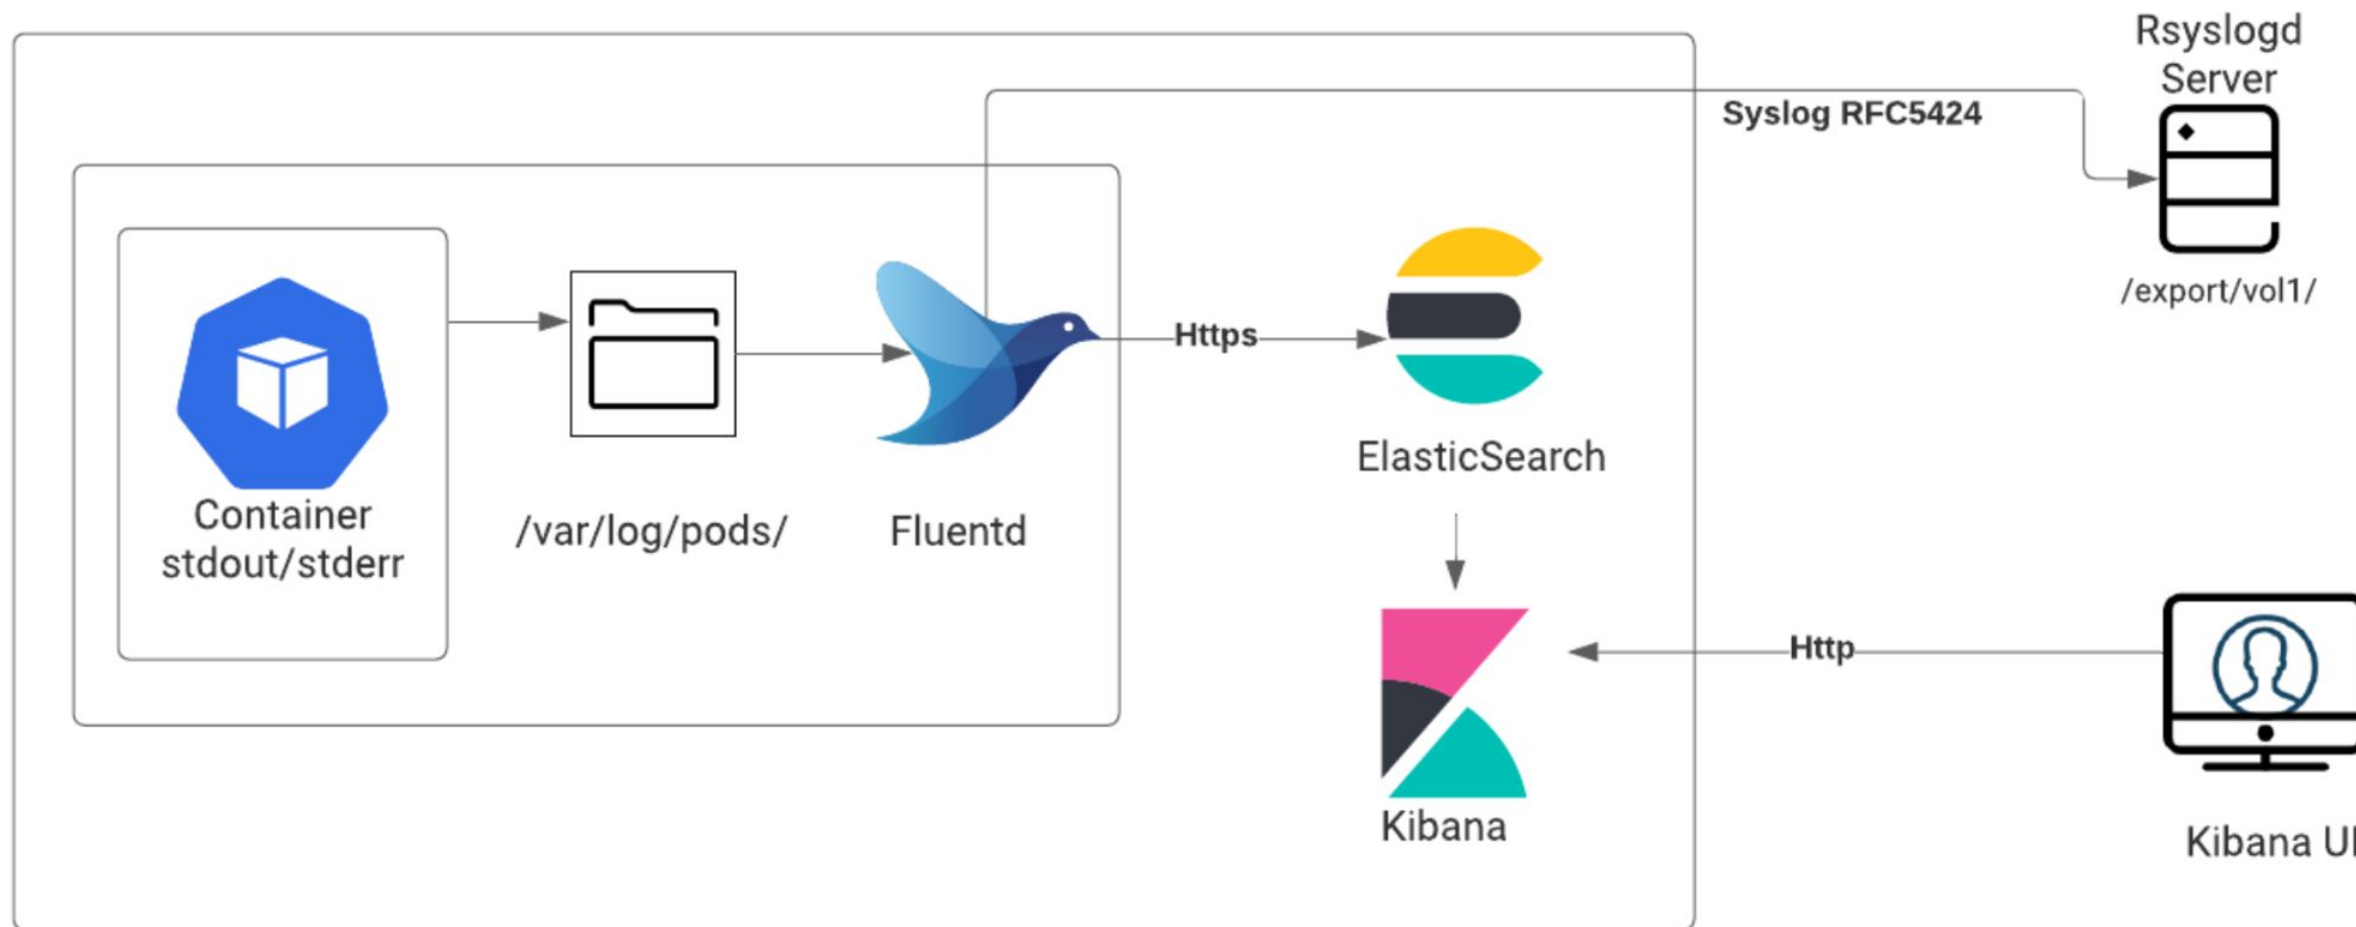 Rsyslogd
Server
Syslog RFC5424
/export/vol1/
Https
ElasticSearch
Container
stdout/stderr
/var/log/pods/
Fluentd
Http
Kibana
Kibana UI